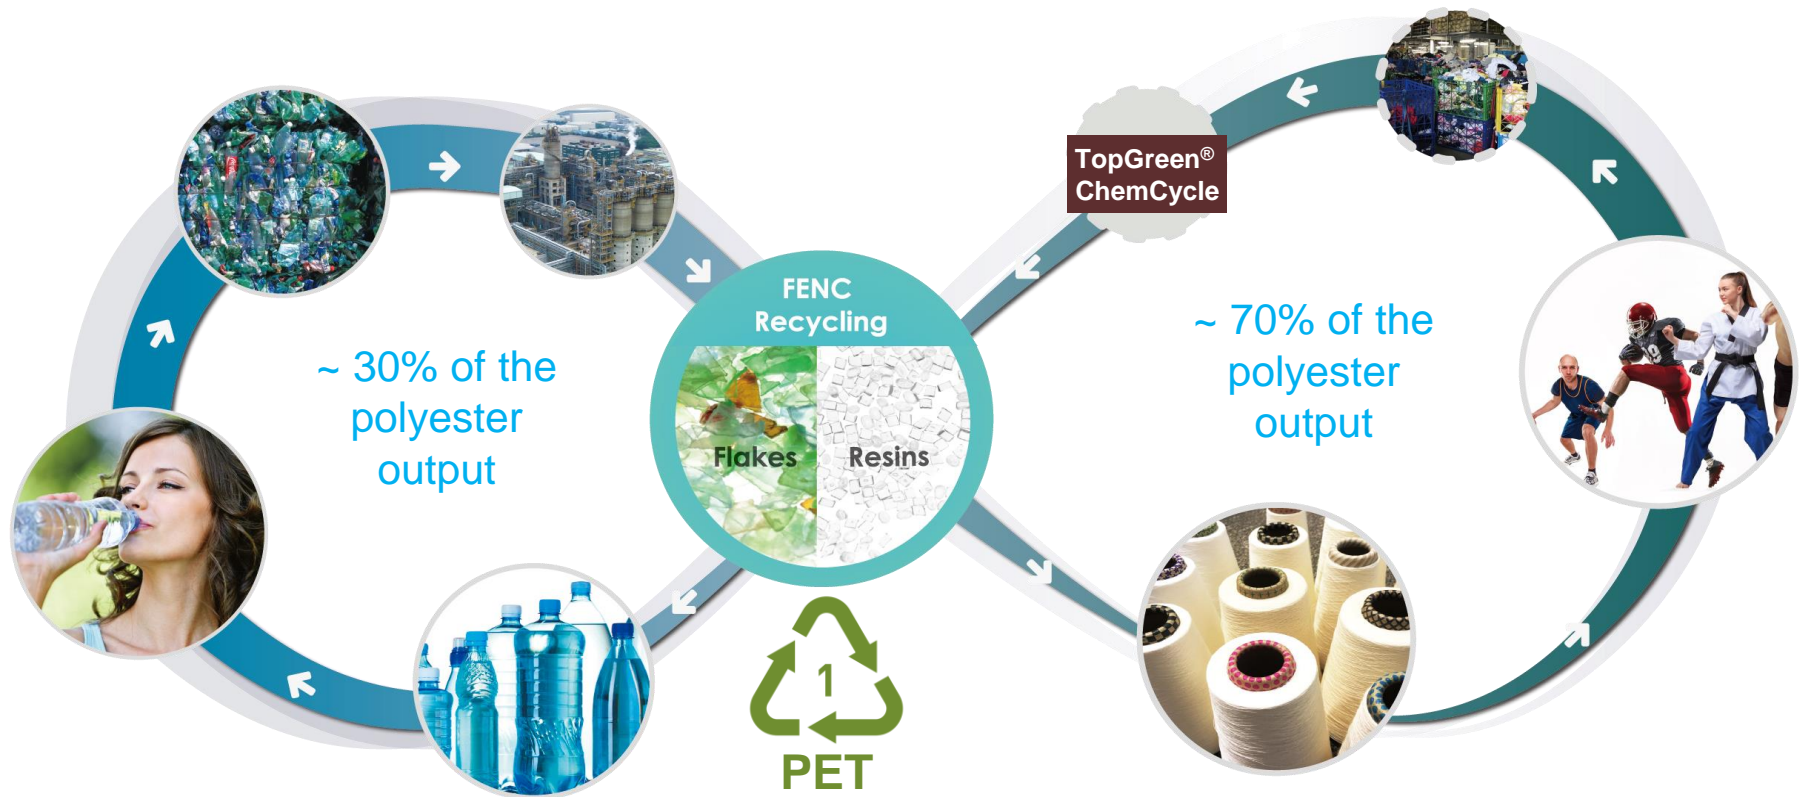 TopGreen®
ChemCycle
FENC
Recycling
Flakes
Resins
~ 30% of the
polyester
output
~ 70% of the
polyester
output
1
PET